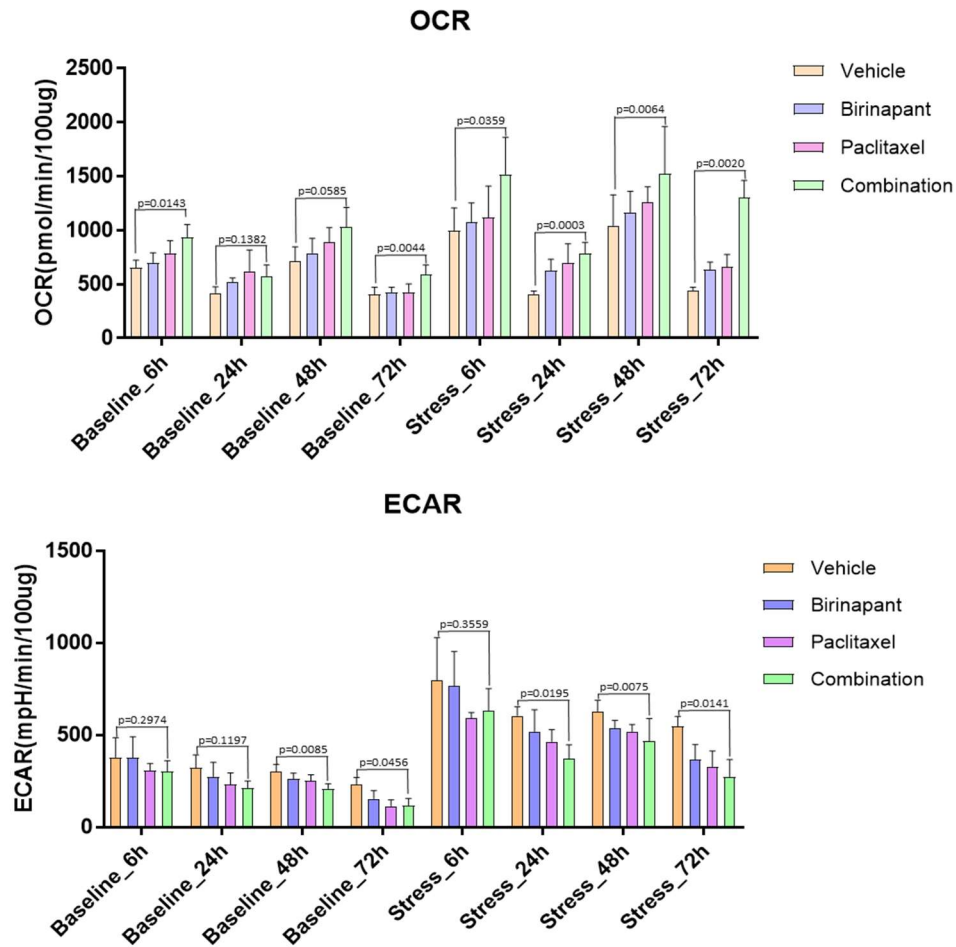 OCR
OCR(pmol/min/100ug)
2500
2000
1500
1000
500
0
p=0.0143
p=0.1382
p=0.0585
p=0.0044
p=0.0359
p=0.0003
p=0.0064
p=0.0020
Baseline_6h
Baseline_24h
Baseline_48h
Baseline_72h
Stress_6h
Stress_24h
Stress_48h
Stress_72h
Vehicle
Birinapant
Paclitaxel
Combination
ECAR
ECAR(mpH/min/100ug)
1500
1000
500
0
p=0.2974
p=0.1197
p=0.0085
p=0.0456
p=0.3559
p=0.0195
p=0.0075
p=0.0141
Baseline_6h
Baseline_24h
Baseline_48h
Baseline_72h
Stress_6h
Stress_24h
Stress_48h
Stress_72h
Vehicle
Birinapant
Paclitaxel
Combination